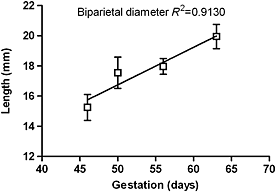 Biparietal diameter R²=0.9130
22
20
18
16
14
12
Length (mm)
40 45 50 55 60 65 70
Gestation (days)